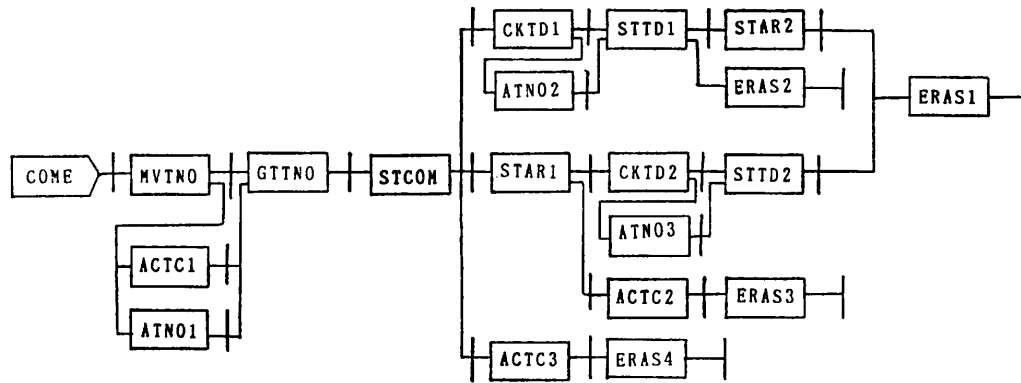 CKTD1
STTD1
STAR2
ATNO2
ERAS2
ERAS1
COME
MVTNO
GTTNO
STCOM
STAR1
CKTD2
STTD2
ATNO3
ACTC1
ACTC2
ERAS3
ATNO1
ACTC3
ERAS4